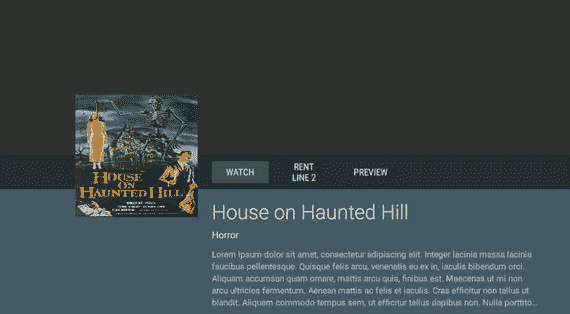 HOUSE
ON
HAUNTED HILL
WATCH
RENT
LINE 2
PREVIEW
House on Haunted Hill
Horror
Lorem ipsum dolor sit amet, consectetur adipiscing elit. Integer lacinia massa lacinia
faucibus pellentesque. Quisque felis arcu, venenatis eu ex in, iaculis bibendum orci.
Aliquam accumsan quam ornare, mattis arcu quis, finibus est. Maecenas ut mi non
arcu ultricies fermentum. Aenean mattis ac felis et iaculis. Cras efficitur non tellus ut
blandit. Aliquam commodo tempus sem, ut efficitur tellus dapibus non. Nulla porttito...